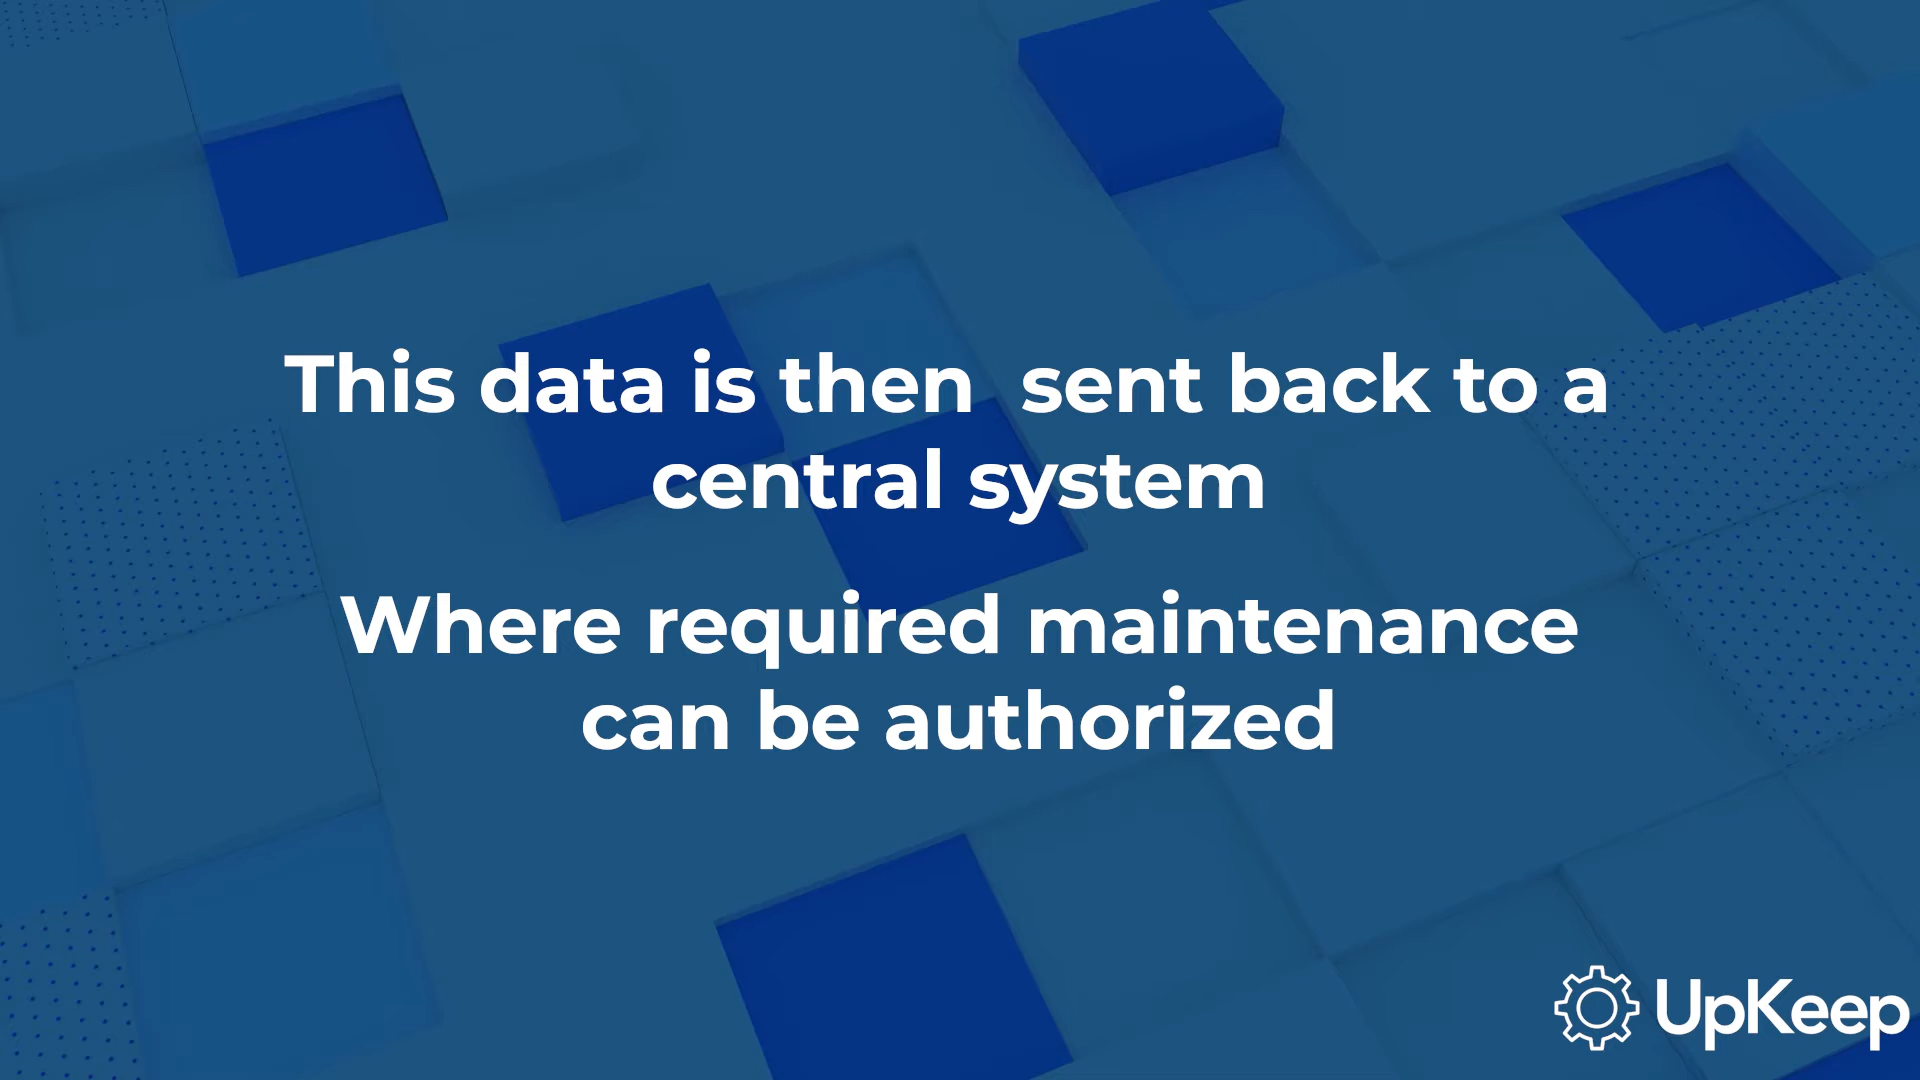 This data is then  sent back to a
central system
Where required maintenance
can be authorized
UpKeep